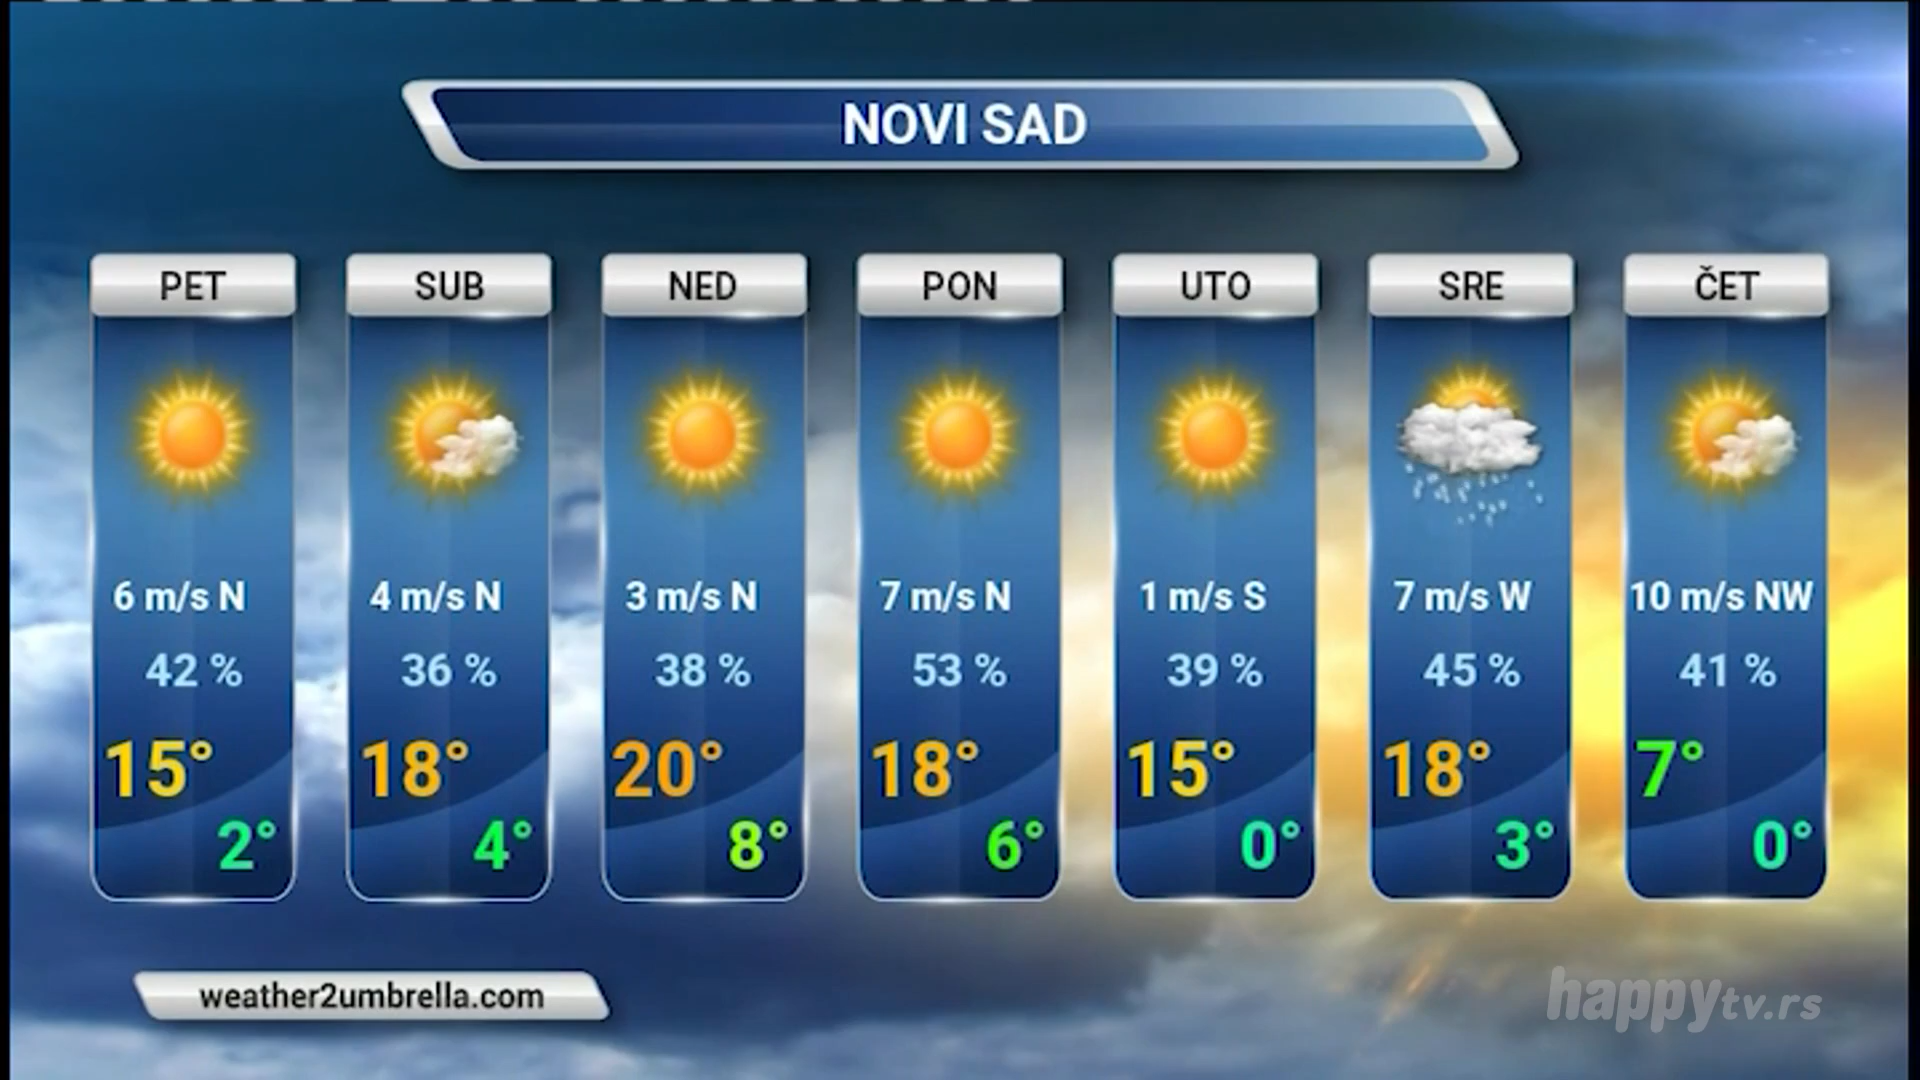 NOVI SAD
PET SUB NED PON UTO SRE ČET
6 m/s N 4 m/s N 3 m/s N 7 m/s N 1 m/s S 7 m/s W 10 m/s NW
42 % 36 % 38 % 53 % 39 % 45 % 41 %
15° 18° 20° 18° 15° 18° 7°
2° 4° 8° 6° 0° 3° 0°
weather2umbrella.com
happytv.rs